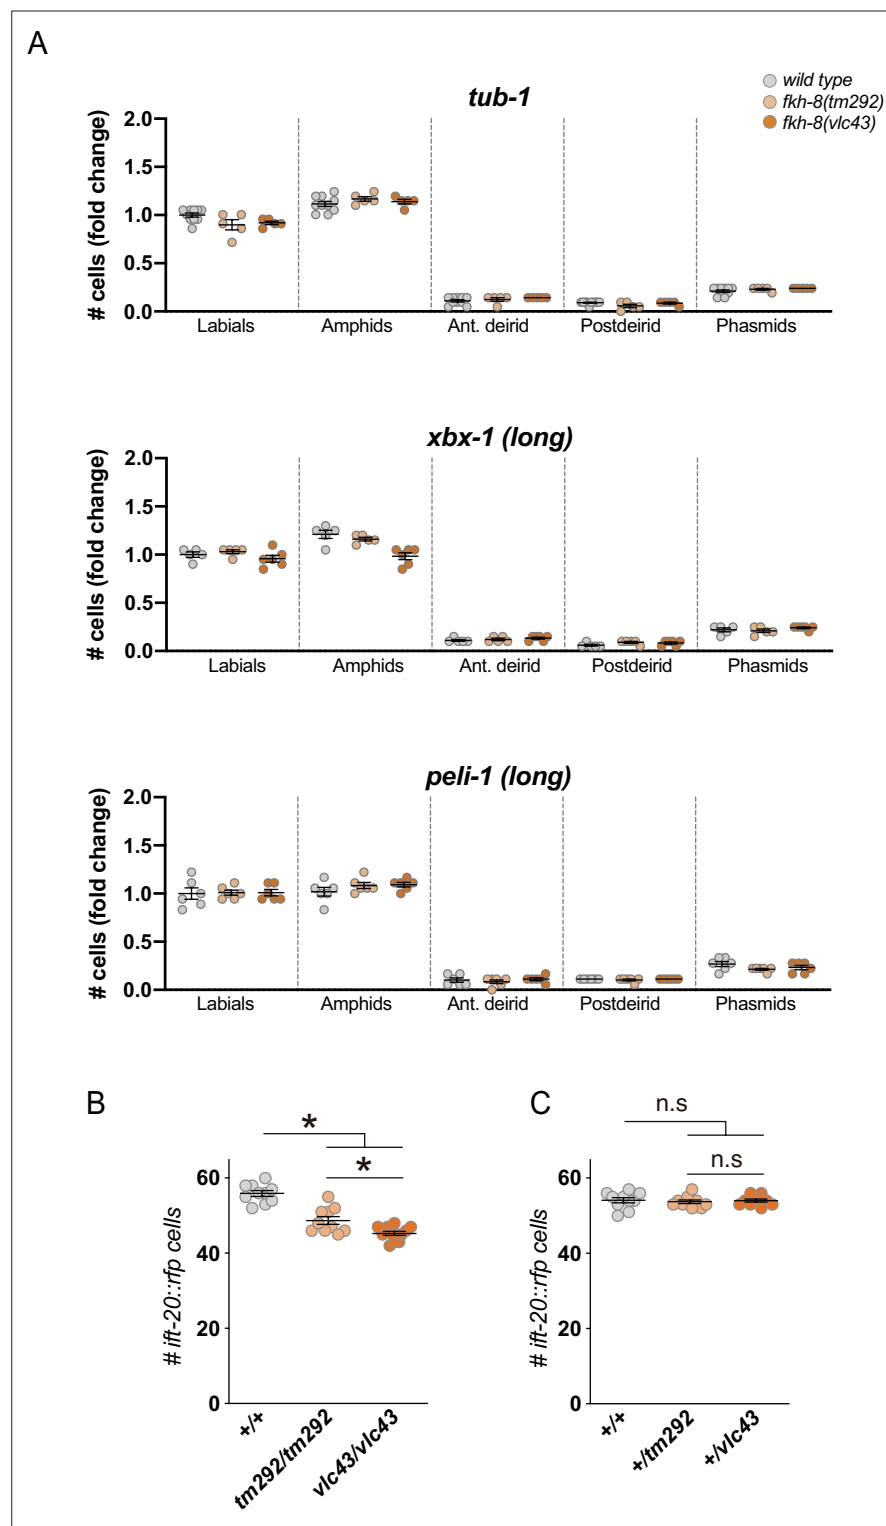 A
wild type
fkh-8(tm292)
fkh-8(vlc43)
tub-1
# cells (fold change)
2.0
1.5
1.0
0.5
0.0
Labials Amphids Ant. deirid Postdeirid Phasmids
xbx-1 (long)
# cells (fold change)
2.0
1.5
1.0
0.5
0.0
Labials Amphids Ant. deirid Postdeirid Phasmids
peli-1 (long)
# cells (fold change)
2.0
1.5
1.0
0.5
0.0
Labials Amphids Ant. deirid Postdeirid Phasmids
B
*
*
# ift-20::rfp cells
60
40
20
0
+/+
tm292/tm292
vlc43/vlc43
C
n.s
n.s
# ift-20::rfp cells
60
40
20
0
+/+
+/tm292
+/vlc43